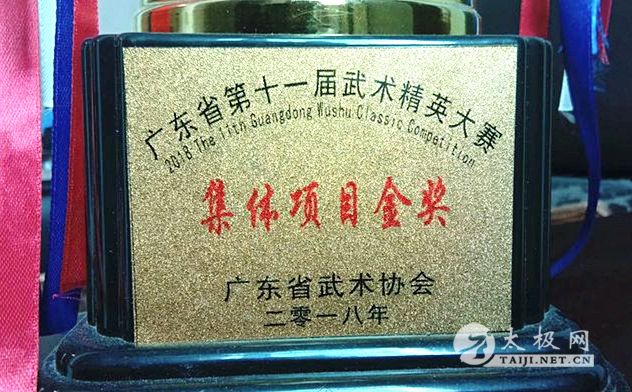 广东省第十一届武术精英大赛
2018 The 11th Guangdong Wushu Classic Competition
集体项目金奖
广东省武术协会
二零一八年
太极网
TAIJI.NET.CN